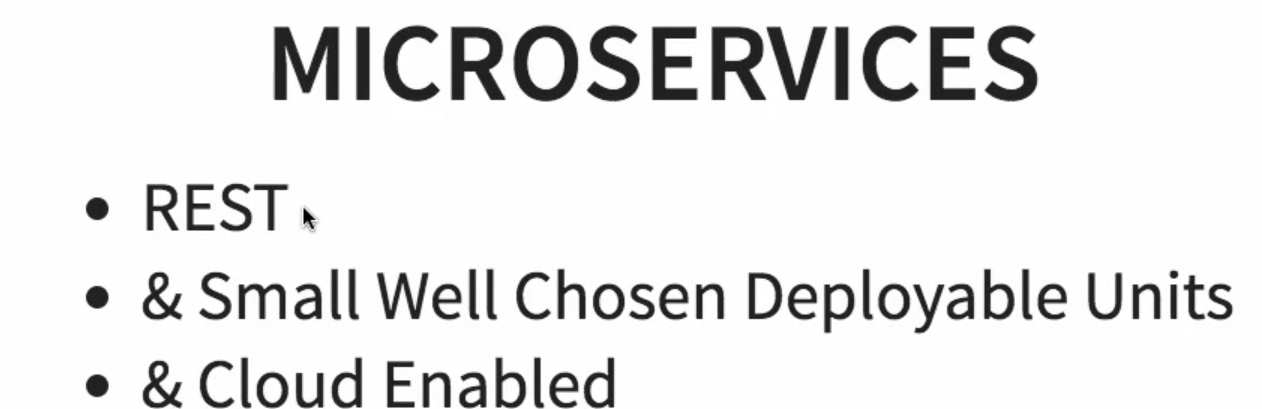 MICROSERVICES
• REST
• & Small Well Chosen Deployable Units
• & Cloud Enabled